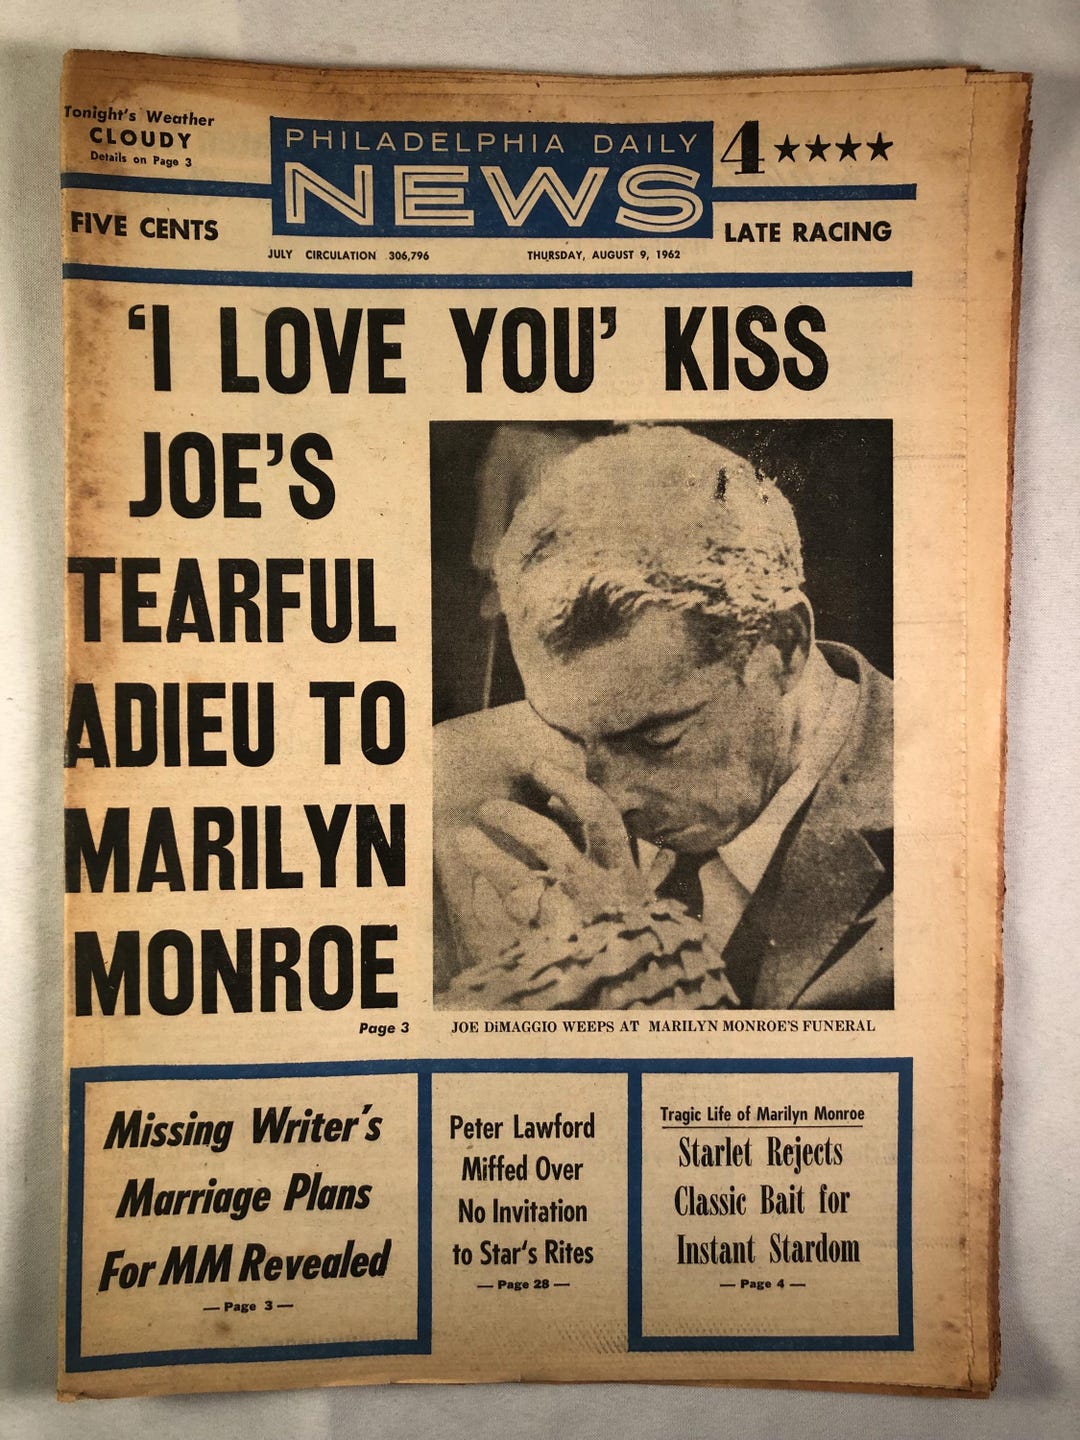 Tonight's Weather
CLOUDY
Details on Page 3
PHILADELPHIA DAILY
NEWS
4 ★★★★
FIVE CENTS
LATE RACING
JULY CIRCULATION 306,796
THURSDAY, AUGUST 9, 1962
'I LOVE YOU' KISS
JOE'S
TEARFUL
ADIEU TO
MARILYN
MONROE
Page 3
JOE DiMAGGIO WEEPS AT MARILYN MONROE'S FUNERAL
Missing Writer's
Marriage Plans
For MM Revealed
— Page 3 —
Peter Lawford
Miffed Over
No Invitation
to Star's Rites
— Page 28 —
Tragic Life of Marilyn Monroe
Starlet Rejects
Classic Bait for
Instant Stardom
— Page 4 —